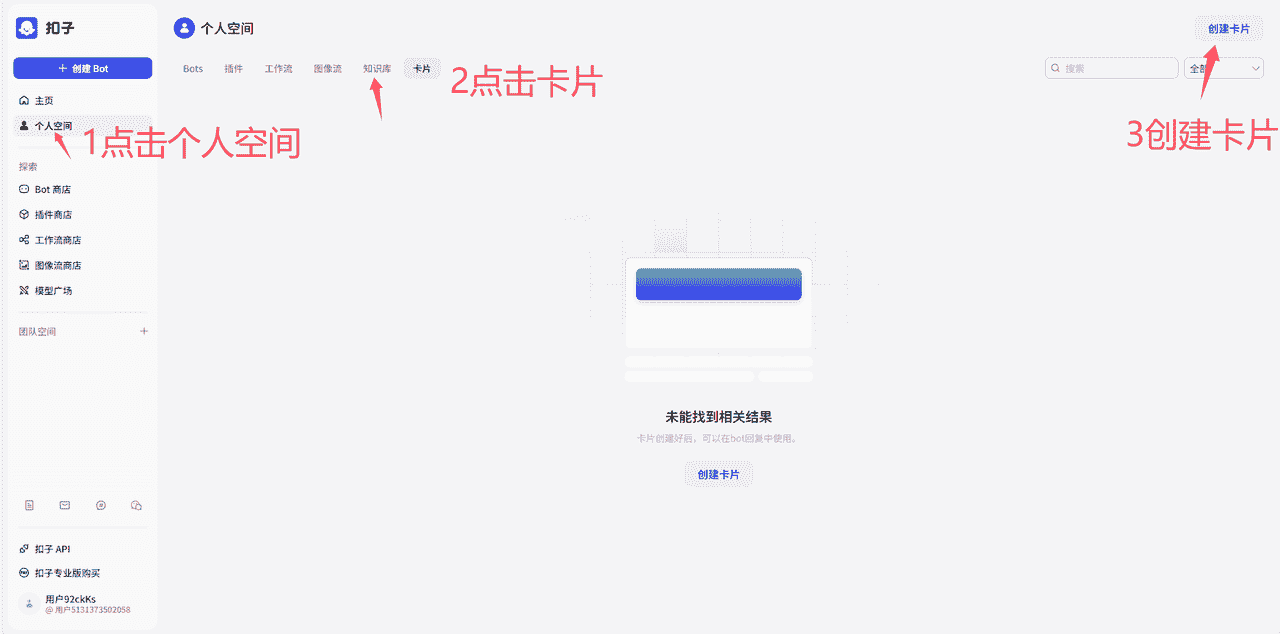 扣子
个人空间
创建卡片
创建 Bot
Bots 插件 工作流 图像流 知识库 卡片
搜索
全部
2点击卡片
主页
个人空间
1点击个人空间
3创建卡片
探索
Bot 商店
插件商店
工作流商店
图像流商店
模型广场
团队空间
未能找到相关结果
卡片创建好后，可以在bot回复中使用。
创建卡片
扣子 API
扣子专业版购买
用户92ckKs
@ 用户5131373502058